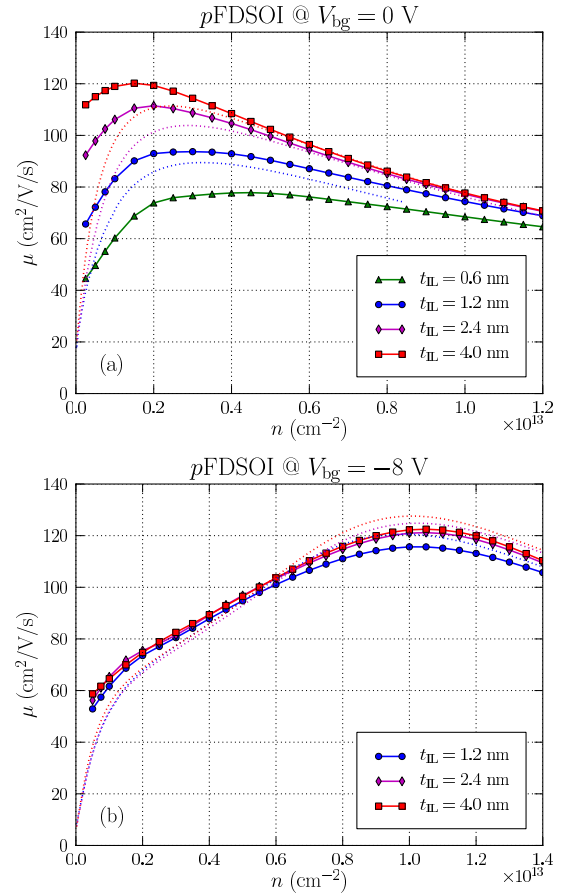 pFDSOI @ V_bg = 0 V
140
120
100
80
60
40
20
0
μ (cm²/V/s)
(a)
t_IL = 0.6 nm
t_IL = 1.2 nm
t_IL = 2.4 nm
t_IL = 4.0 nm
0.0 0.2 0.4 0.6 0.8 1.0 1.2
n (cm⁻²)
×10¹³
pFDSOI @ V_bg = −8 V
140
120
100
80
60
40
20
0
μ (cm²/V/s)
(b)
t_IL = 1.2 nm
t_IL = 2.4 nm
t_IL = 4.0 nm
0.0 0.2 0.4 0.6 0.8 1.0 1.2 1.4
n (cm⁻²)
×10¹³